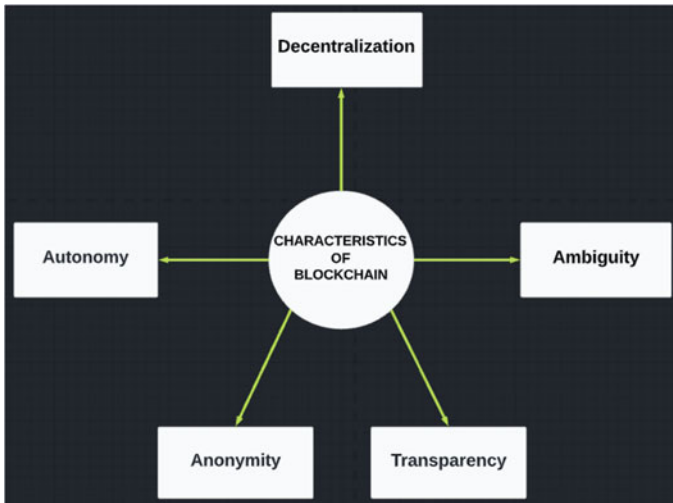 Decentralization
CHARACTERISTICS
OF
BLOCKCHAIN
Autonomy
Ambiguity
Anonymity
Transparency